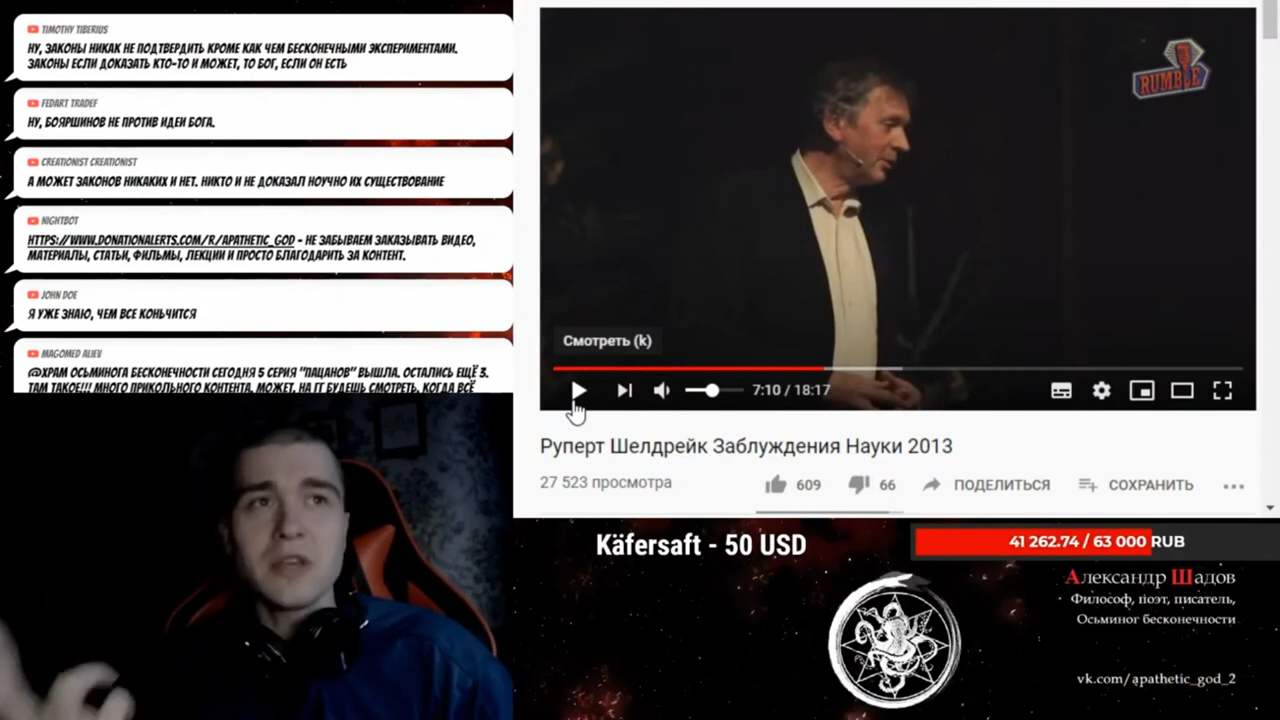 TIMOTHY TIBERIUS
НУ, ЗАКОНЫ НИКАК НЕ ПОДТВЕРДИТЬ КРОМЕ КАК ЧЕМ БЕСКОНЕЧНЫМИ ЭКСПЕРИМЕНТАМИ.
ЗАКОНЫ ЕСЛИ ДОКАЗАТЬ КТО-ТО И МОЖЕТ, ТО БОГ, ЕСЛИ ОН ЕСТЬ
FEDART TRADEF
НУ, БОЯРШИНОВ НЕ ПРОТИВ ИДЕИ БОГА.
CREATIONIST CREATIONIST
А МОЖЕТ ЗАКОНОВ НИКАКИХ И НЕТ. НИКТО И НЕ ДОКАЗАЛ НОУЧНО ИХ СУЩЕСТВОВАНИЕ
NIGHTBOT
HTTPS://WWW.DONATIONALERTS.COM/R/APATHETIC_GOD - НЕ ЗАБЫВАЕМ ЗАКАЗЫВАТЬ ВИДЕО,
МАТЕРИАЛЫ, СТАТЬИ, ФИЛЬМЫ, ЛЕКЦИИ И ПРОСТО БЛАГОДАРИТЬ ЗА КОНТЕНТ.
JOHN DOE
Я УЖЕ ЗНАЮ, ЧЕМ ВСЕ КОНЬЧИТСЯ
MAGOMED ALIEV
@ХРАМ ОСЬМИНОГА БЕСКОНЕЧНОСТИ СЕГОДНЯ 5 СЕРИЯ "ПАЦАНОВ" ВЫШЛА. ОСТАЛИСЬ ЕЩЁ 3.
ТАМ ТАКОЕ!!! МНОГО ПРИКОЛЬНОГО КОНТЕНТА. МОЖЕТ, НА ГГ БУДЕШЬ СМОТРЕТЬ, КОГДА ВСЁ
RUMBLE
Смотреть (k)
7:10 / 18:17
Руперт Шелдрейк Заблуждения Науки 2013
27 523 просмотра
609
66
ПОДЕЛИТЬСЯ
СОХРАНИТЬ
Käfersaft - 50 USD
41 262.74 / 63 000 RUB
Александр Шадов
Философ, поэт, писатель,
Осьминог бесконечности
vk.com/apathetic_god_2